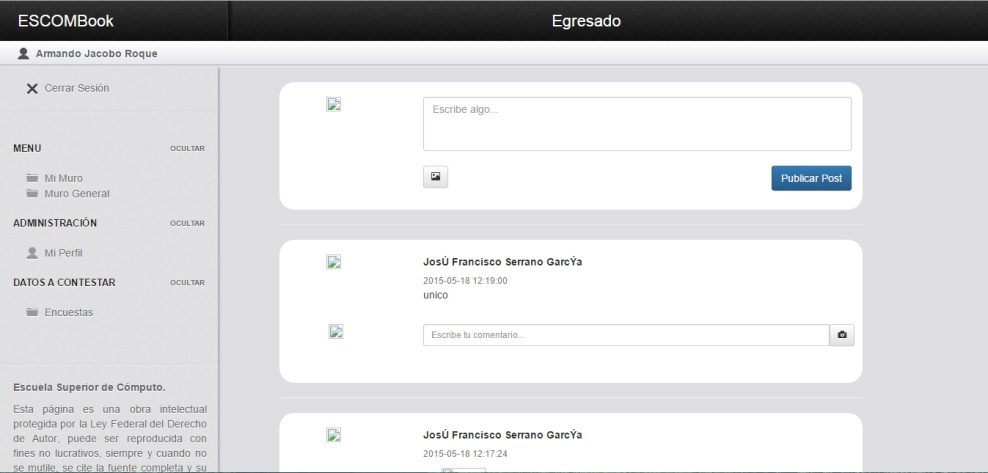 ESCOMBook
Egresado
Armando Jacobo Roque
Cerrar Sesión
MENU OCULTAR
Mi Muro
Muro General
ADMINISTRACIÓN OCULTAR
Mi Perfil
DATOS A CONTESTAR OCULTAR
Encuestas
Escuela Superior de Cómputo.
Esta página es una obra intelectual
protegida por la Ley Federal del Derecho
de Autor, puede ser reproducida con
fines no lucrativos, siempre y cuando no
se mutile, se cite la fuente completa y su
Escribe algo...
Publicar Post
JosÚ Francisco Serrano GarcÝa
2015-05-18 12:19:00
unico
Escribe tu comentario...
JosÚ Francisco Serrano GarcÝa
2015-05-18 12:17:24